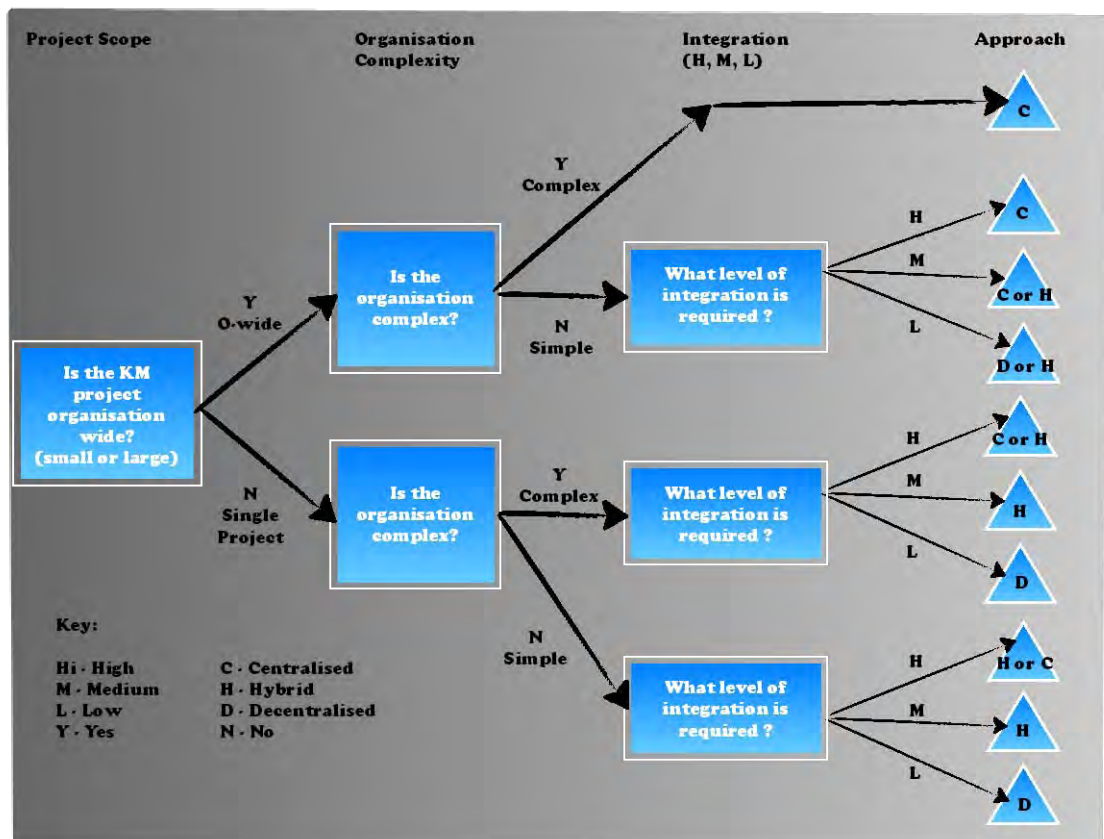 Project Scope
Organisation
Complexity
Integration
(H, M, L)
Approach
C
Y
Complex
H
C
Is the
organisation
complex?
What level of
integration is
required ?
M
C or H
Y
O-wide
N
Simple
L
D or H
Is the KM
project
organisation
wide?
(small or large)
H
C or H
N
Single
Project
Is the
organisation
complex?
Y
Complex
What level of
integration is
required ?
M
H
L
D
Key:
Hi - High
M - Medium
L - Low
Y - Yes
C - Centralised
H - Hybrid
D - Decentralised
N - No
N
Simple
What level of
integration is
required ?
H
H or C
M
H
L
D